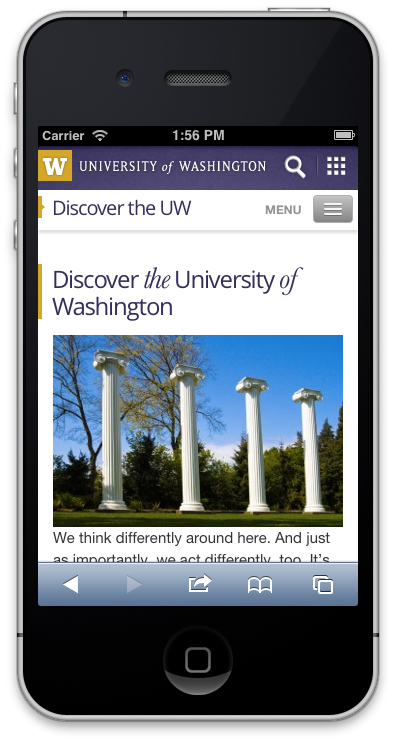 Carrier 1:56 PM
W UNIVERSITY of WASHINGTON
Discover the UW MENU
Discover the University of
Washington
We think differently around here. And just
as importantly, we act differently, too. It's